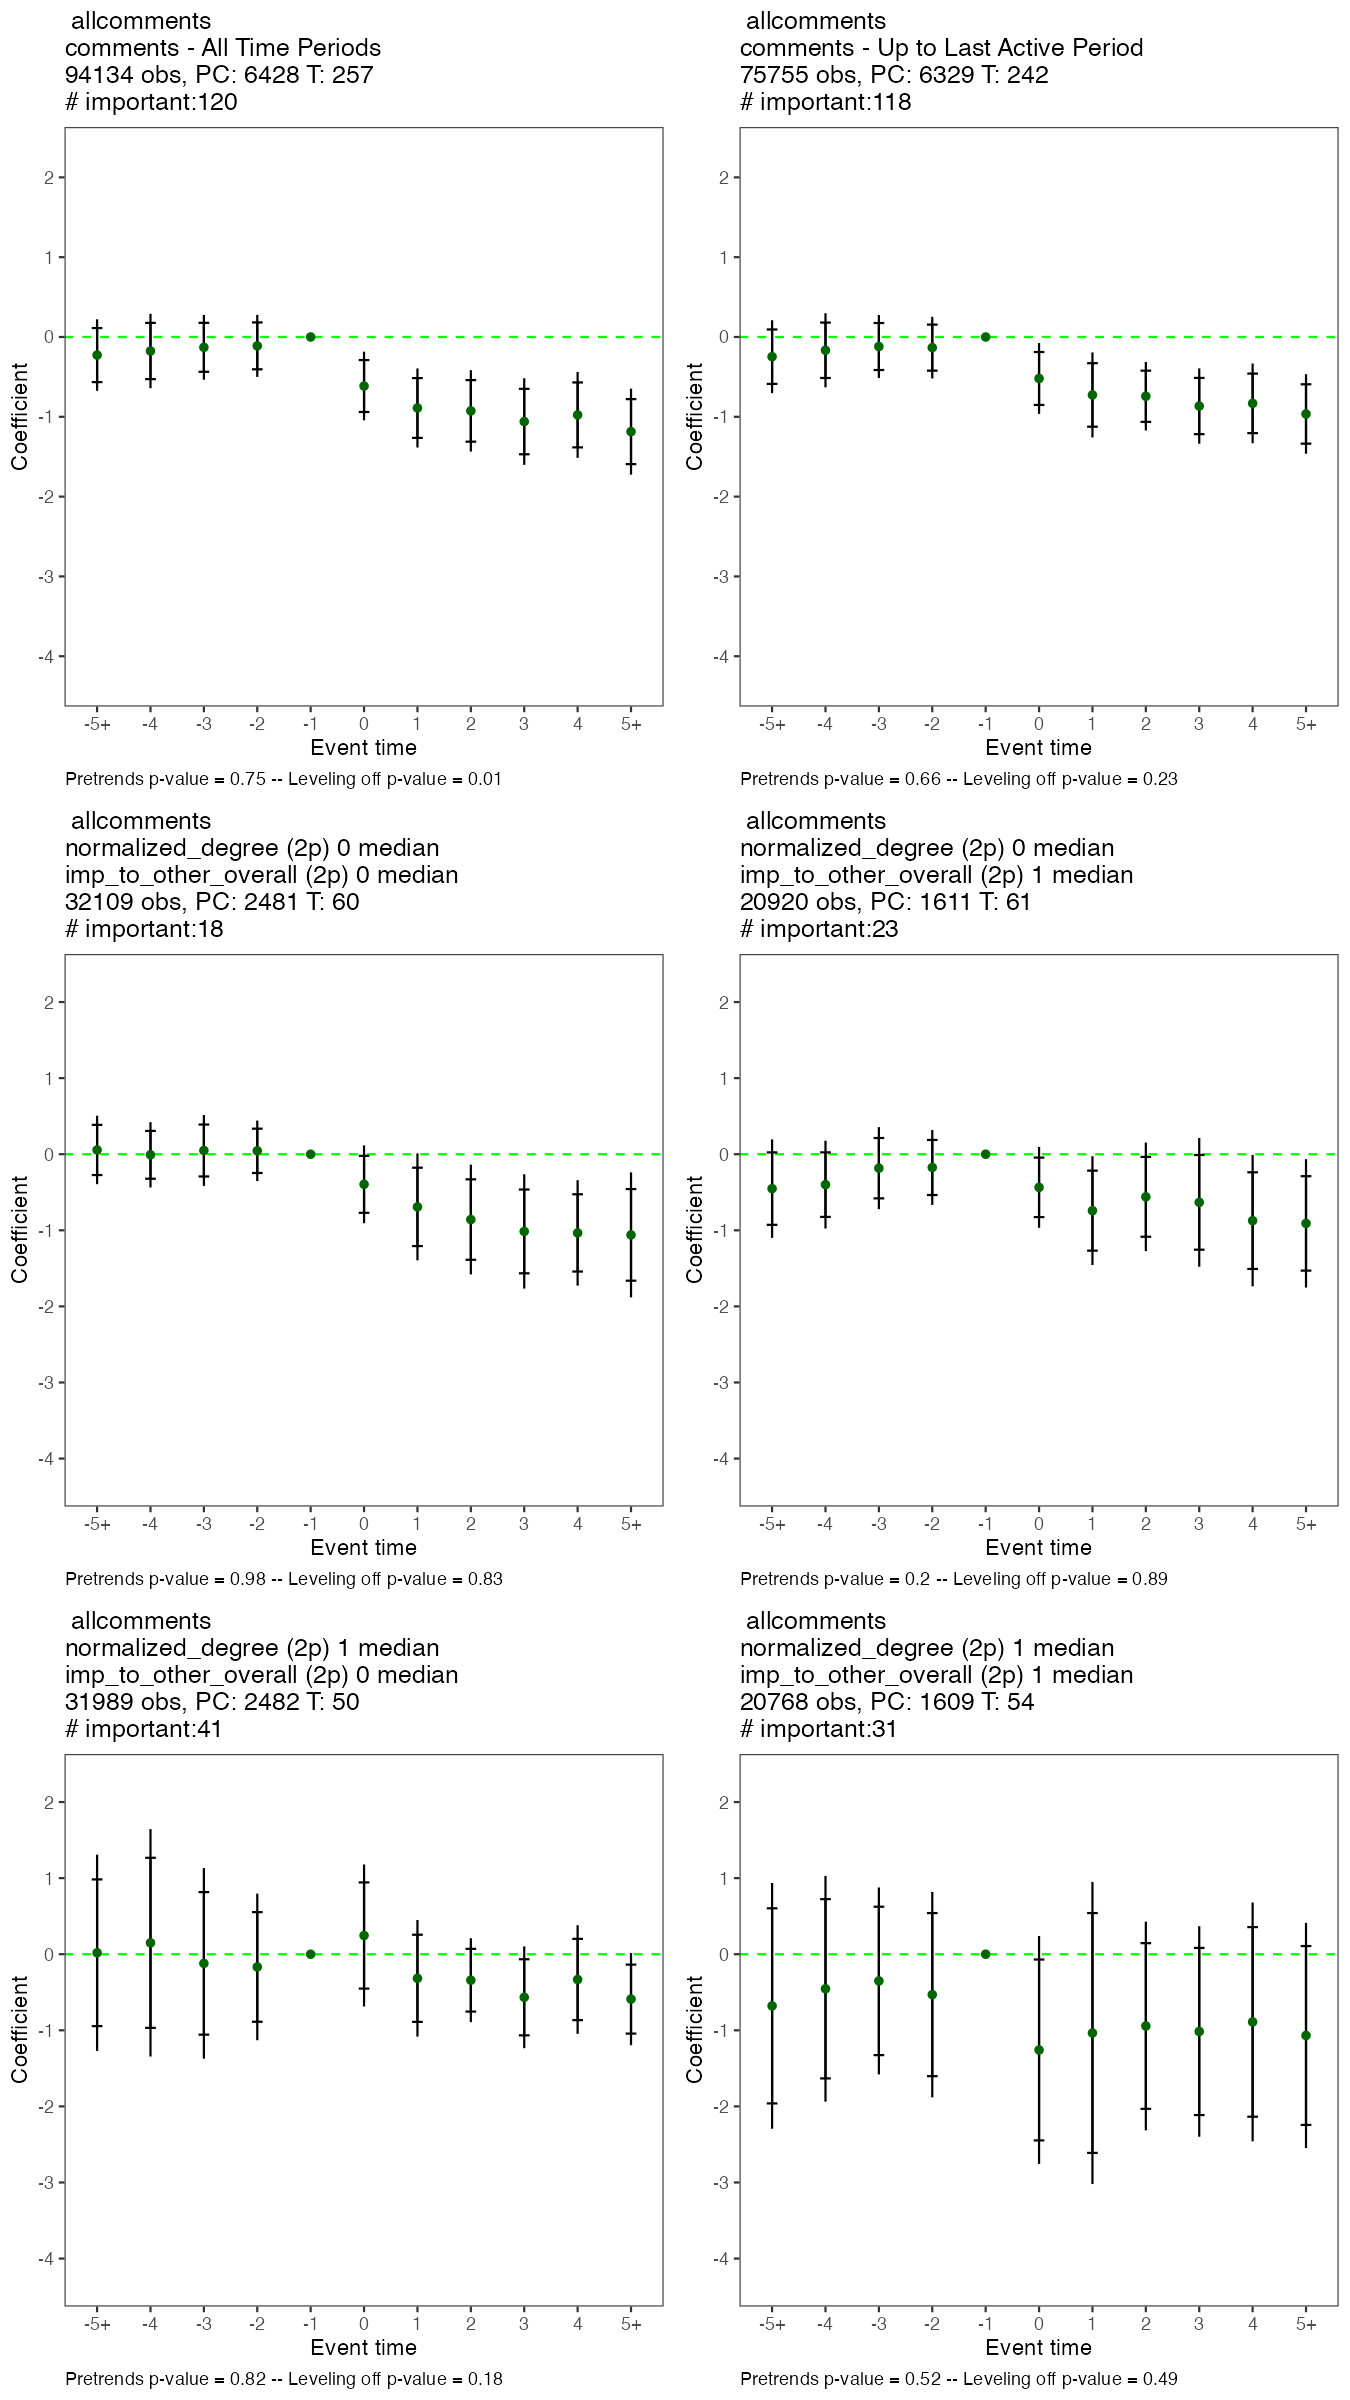 allcomments
comments - All Time Periods
94134 obs, PC: 6428 T: 257
# important:120
2
1
0
-1
-2
-3
-4
Coefficient
-5+ -4 -3 -2 -1 0 1 2 3 4 5+
Event time
Pretrends p-value = 0.75 -- Leveling off p-value = 0.01
allcomments
comments - Up to Last Active Period
75755 obs, PC: 6329 T: 242
# important:118
2
1
0
-1
-2
-3
-4
Coefficient
-5+ -4 -3 -2 -1 0 1 2 3 4 5+
Event time
Pretrends p-value = 0.66 -- Leveling off p-value = 0.23
allcomments
normalized_degree (2p) 0 median
imp_to_other_overall (2p) 0 median
32109 obs, PC: 2481 T: 60
# important:18
2
1
0
-1
-2
-3
-4
Coefficient
-5+ -4 -3 -2 -1 0 1 2 3 4 5+
Event time
Pretrends p-value = 0.98 -- Leveling off p-value = 0.83
allcomments
normalized_degree (2p) 0 median
imp_to_other_overall (2p) 1 median
20920 obs, PC: 1611 T: 61
# important:23
2
1
0
-1
-2
-3
-4
Coefficient
-5+ -4 -3 -2 -1 0 1 2 3 4 5+
Event time
Pretrends p-value = 0.2 -- Leveling off p-value = 0.89
allcomments
normalized_degree (2p) 1 median
imp_to_other_overall (2p) 0 median
31989 obs, PC: 2482 T: 50
# important:41
2
1
0
-1
-2
-3
-4
Coefficient
-5+ -4 -3 -2 -1 0 1 2 3 4 5+
Event time
Pretrends p-value = 0.82 -- Leveling off p-value = 0.18
allcomments
normalized_degree (2p) 1 median
imp_to_other_overall (2p) 1 median
20768 obs, PC: 1609 T: 54
# important:31
2
1
0
-1
-2
-3
-4
Coefficient
-5+ -4 -3 -2 -1 0 1 2 3 4 5+
Event time
Pretrends p-value = 0.52 -- Leveling off p-value = 0.49